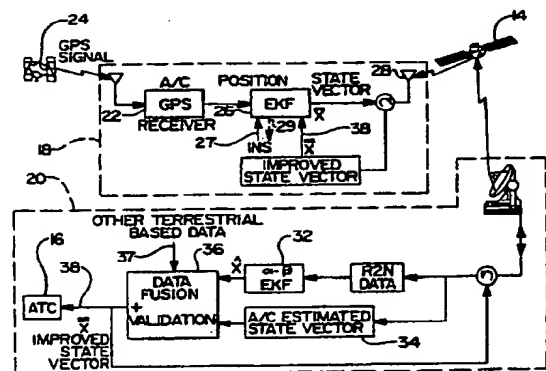 24
GPS
SIGNAL
14
A/C
GPS
RECEIVER
22
POSITION
26
EKF
27
29
INS
STATE
VECTOR
X
28
38
X
IMPROVED STATE VECTOR
18
20
OTHER TERRESTRIAL
BASED DATA
37
36
16
38
ATC
DATA
FUSION
+
VALIDATION
X
IMPROVED
STATE
VECTOR
X̂
32
α-β
EKF
R2N
DATA
A/C ESTIMATED
STATE VECTOR
34